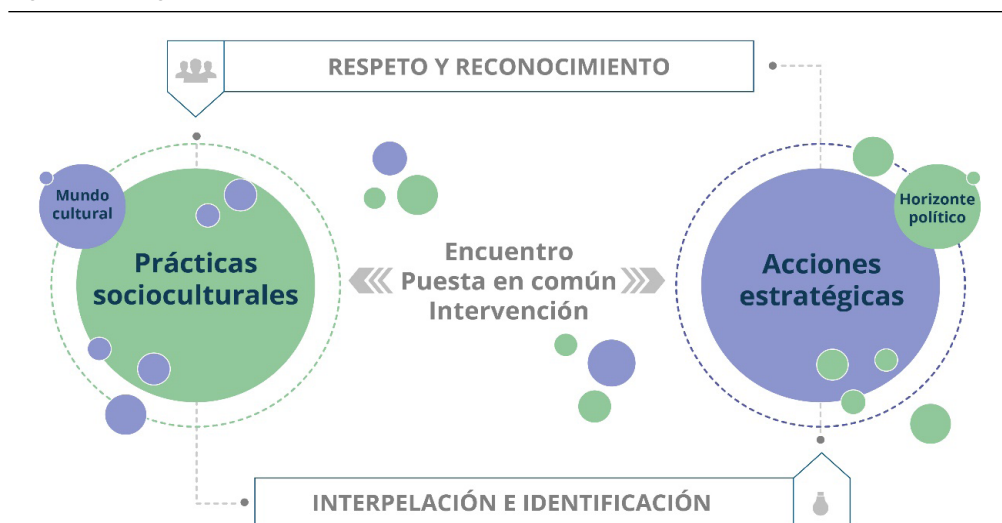 RESPETO Y RECONOCIMIENTO
Mundo
cultural
Prácticas
socioculturales
Encuentro
Puesta en común
Intervención
Horizonte
político
Acciones
estratégicas
INTERPELACIÓN E IDENTIFICACIÓN